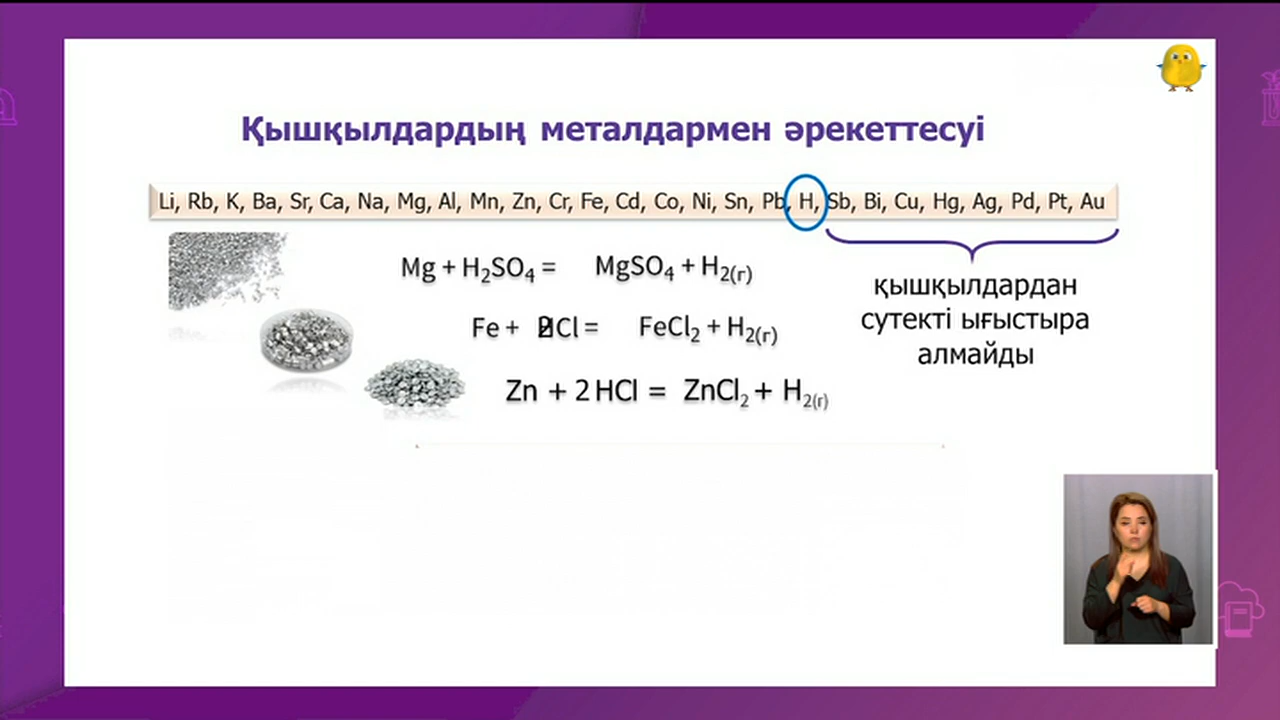 Қышқылдардың металдармен әрекеттесуі
Li, Rb, K, Ba, Sr, Ca, Na, Mg, Al, Mn, Zn, Cr, Fe, Cd, Co, Ni, Sn, Pb, H, Sb, Bi, Cu, Hg, Ag, Pd, Pt, Au
Mg + H₂SO₄ = MgSO₄ + H₂(г)
Fe + 2HCl = FeCl₂ + H₂(г)
Zn + 2 HCl = ZnCl₂ + H₂(г)
қышқылдардан
сутекті ығыстыра
алмайды